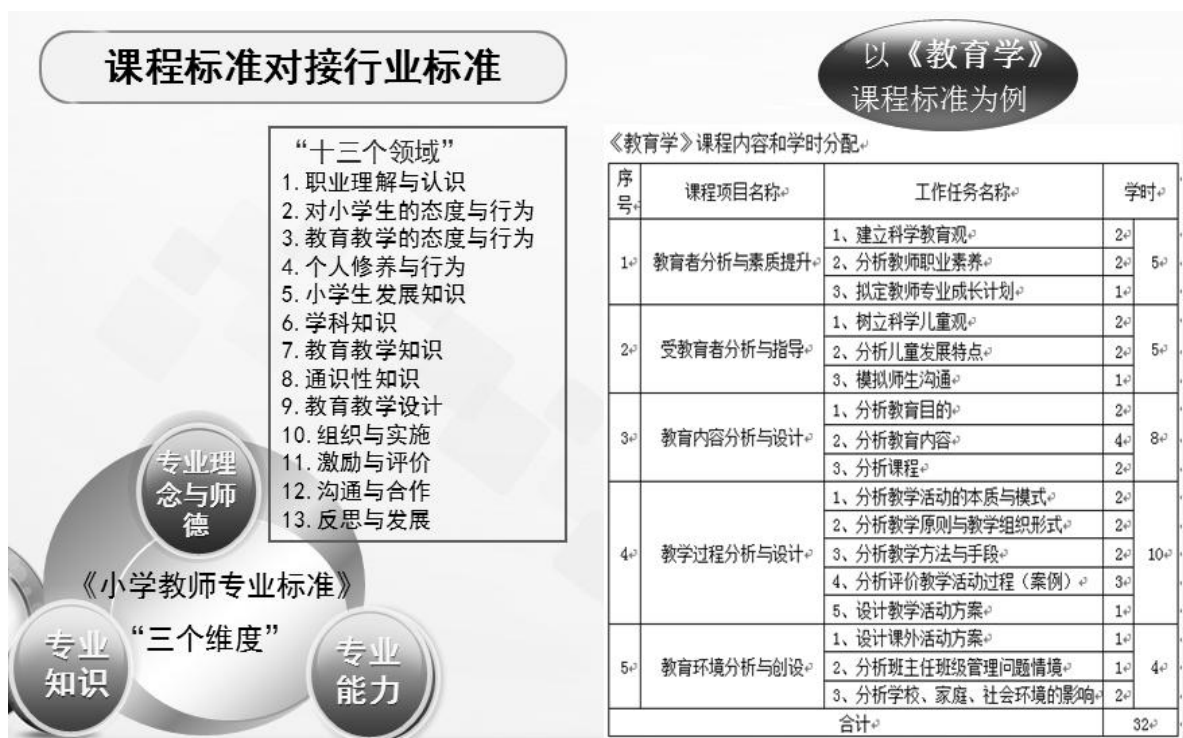 课程标准对接行业标准
以《教育学》
课程标准为例
“十三个领域”
1.职业理解与认识
2.对小学生的态度与行为
3.教育教学的态度与行为
4.个人修养与行为
5.小学生发展知识
6.学科知识
7.教育教学知识
8.通识性知识
9.教育教学设计
10.组织与实施
11.激励与评价
12.沟通与合作
13.反思与发展
专业理
念与师
德
《小学教师专业标准》
“三个维度”
专业
知识
专业
能力
《教育学》课程内容和学时分配
序号 课程项目名称 工作任务名称 学时
1 教育者分析与素质提升 1、建立科学教育观 2 5
2、分析教师职业素养 2
3、拟定教师专业成长计划 1
2 受教育者分析与指导 1、树立科学儿童观 2 5
2、分析儿童发展特点 2
3、模拟师生沟通 1
3 教育内容分析与设计 1、分析教育目的 2 8
2、分析教育内容 4
3、分析课程 2
4 教学过程分析与设计 1、分析教学活动的本质与模式 2 10
2、分析教学原则与教学组织形式 2
3、分析教学方法与手段 2
4、分析评价教学活动过程（案例） 3
5、设计教学活动方案 1
5 教育环境分析与创设 1、设计课外活动方案 1 4
2、分析班主任班级管理问题情境 1
3、分析学校、家庭、社会环境的影响 2
合计 32